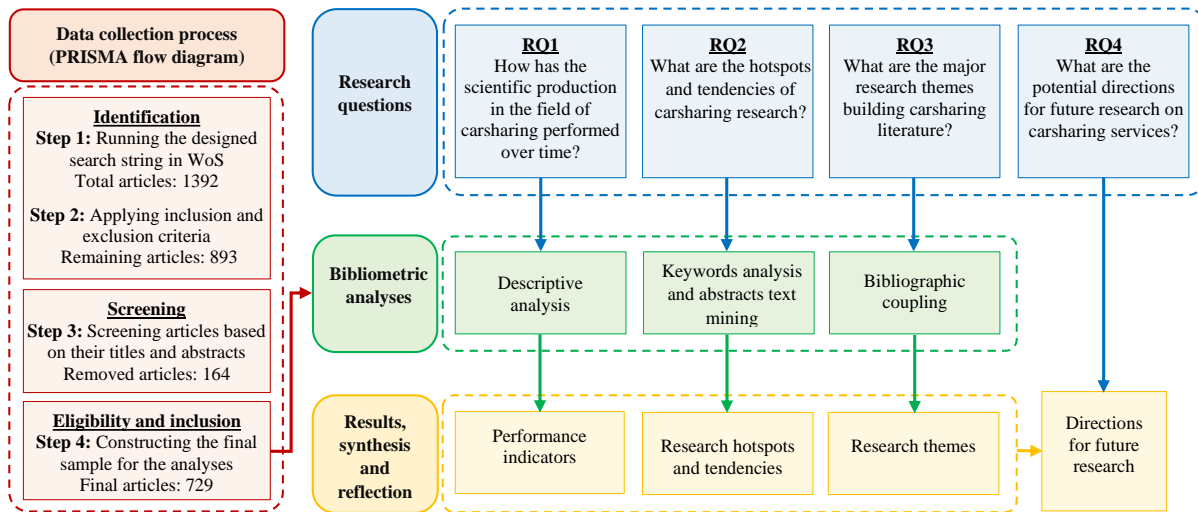 Data collection process
(PRISMA flow diagram)
Identification
Step 1: Running the designed
search string in WoS
Total articles: 1392
Step 2: Applying inclusion and
exclusion criteria
Remaining articles: 893
Screening
Step 3: Screening articles based
on their titles and abstracts
Removed articles: 164
Eligibility and inclusion
Step 4: Constructing the final
sample for the analyses
Final articles: 729
Research
questions
RQ1
How has the
scientific production
in the field of
carsharing performed
over time?
RQ2
What are the hotspots
and tendencies of
carsharing research?
RQ3
What are the major
research themes
building carsharing
literature?
RQ4
What are the
potential directions
for future research on
carsharing services?
Bibliometric
analyses
Descriptive
analysis
Keywords analysis
and abstracts text
mining
Bibliographic
coupling
Results,
synthesis
and
reflection
Performance
indicators
Research hotspots
and tendencies
Research themes
Directions
for future
research